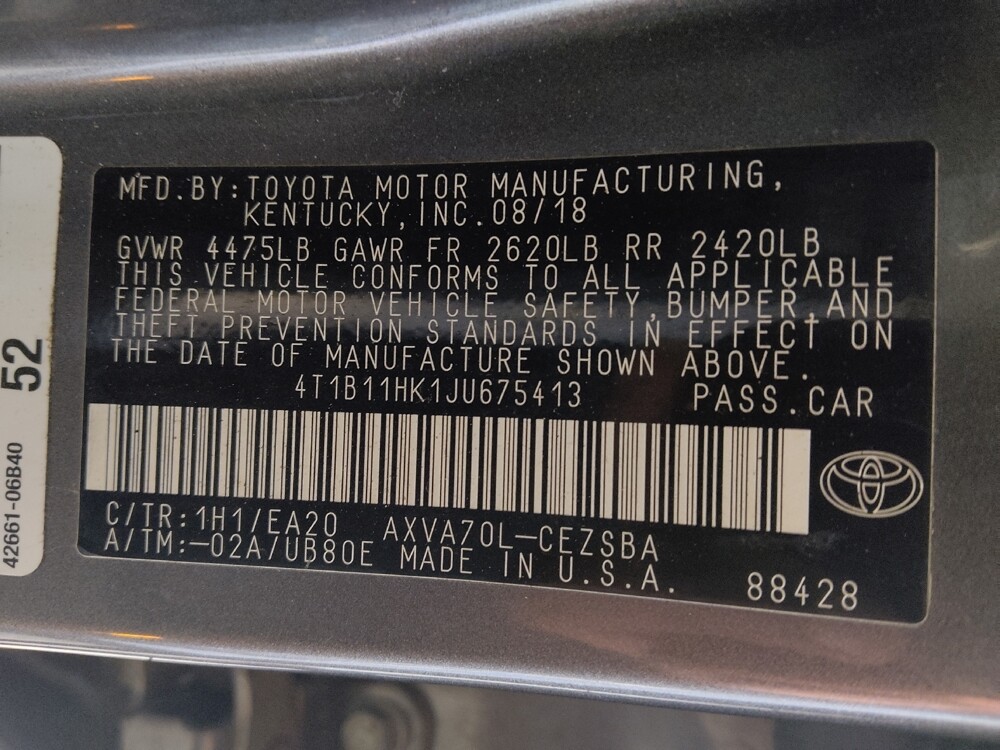 MFD.BY:TOYOTA MOTOR MANUFACTURING,
KENTUCKY,INC.08/18
GVWR 4475LB GAWR FR 2620LB RR 2420LB
THIS VEHICLE CONFORMS TO ALL APPLICABLE
FEDERAL MOTOR VEHICLE SAFETY,BUMPER,AND
THEFT PREVENTION STANDARDS IN EFFECT ON
THE DATE OF MANUFACTURE SHOWN ABOVE.
4T1B11HK1JU675413 PASS.CAR
C/TR:1H1/EA20 AXVA70L-CEZSBA
A/TM:-02A/UB80E MADE IN U.S.A. 88428
52
42661-06B40